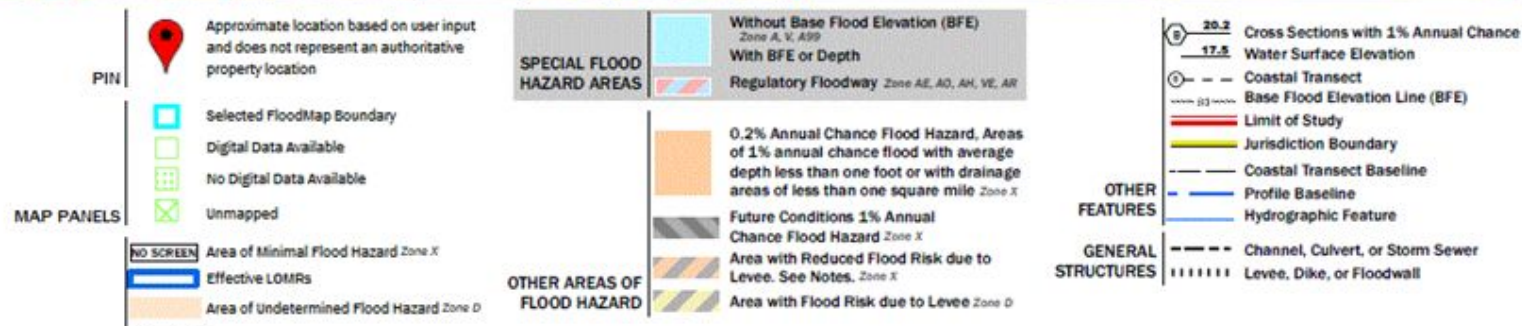 PIN
Approximate location based on user input
and does not represent an authoritative
property location
MAP PANELS
Selected FloodMap Boundary
Digital Data Available
No Digital Data Available
Unmapped
NO SCREEN Area of Minimal Flood Hazard Zone X
Effective LOMRs
Area of Undetermined Flood Hazard Zone D
SPECIAL FLOOD
HAZARD AREAS
Without Base Flood Elevation (BFE)
Zone A, V, A99
With BFE or Depth
Regulatory Floodway Zone AE, AO, AH, VE, AR
OTHER AREAS OF
FLOOD HAZARD
0.2% Annual Chance Flood Hazard, Areas
of 1% annual chance flood with average
depth less than one foot or with drainage
areas of less than one square mile Zone X
Future Conditions 1% Annual
Chance Flood Hazard Zone X
Area with Reduced Flood Risk due to
Levee. See Notes. Zone X
Area with Flood Risk due to Levee Zone D
OTHER
FEATURES
20.2 Cross Sections with 1% Annual Chance
17.5 Water Surface Elevation
Coastal Transect
Base Flood Elevation Line (BFE)
Limit of Study
Jurisdiction Boundary
Coastal Transect Baseline
Profile Baseline
Hydrographic Feature
GENERAL
STRUCTURES
Channel, Culvert, or Storm Sewer
Levee, Dike, or Floodwall